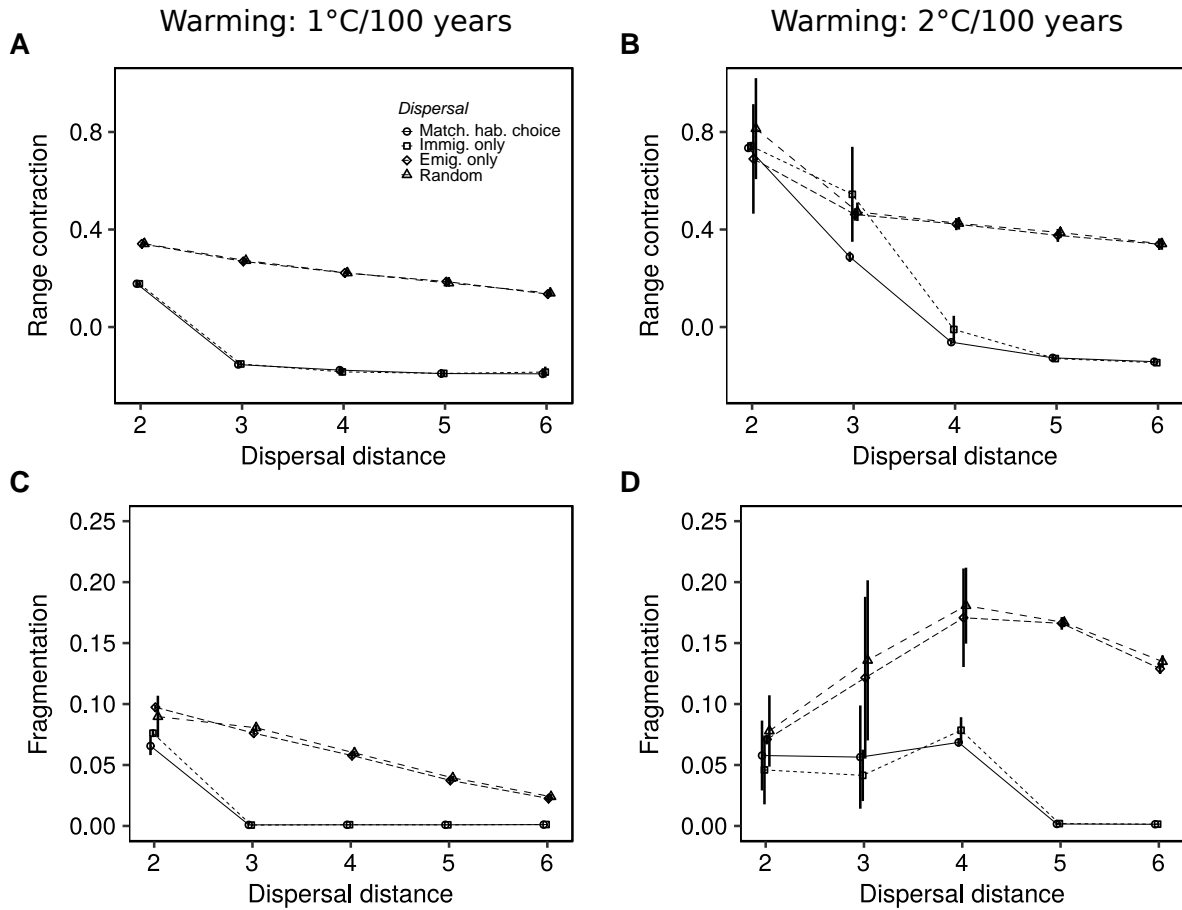 Warming: 1°C/100 years
Warming: 2°C/100 years
A
B
Range contraction
0.8
0.4
0.0
Dispersal
Match. hab. choice
Immig. only
Emig. only
Random
2 3 4 5 6
Dispersal distance
Range contraction
0.8
0.4
0.0
2 3 4 5 6
Dispersal distance
C
D
Fragmentation
0.25
0.20
0.15
0.10
0.05
0.00
2 3 4 5 6
Dispersal distance
Fragmentation
0.25
0.20
0.15
0.10
0.05
0.00
2 3 4 5 6
Dispersal distance